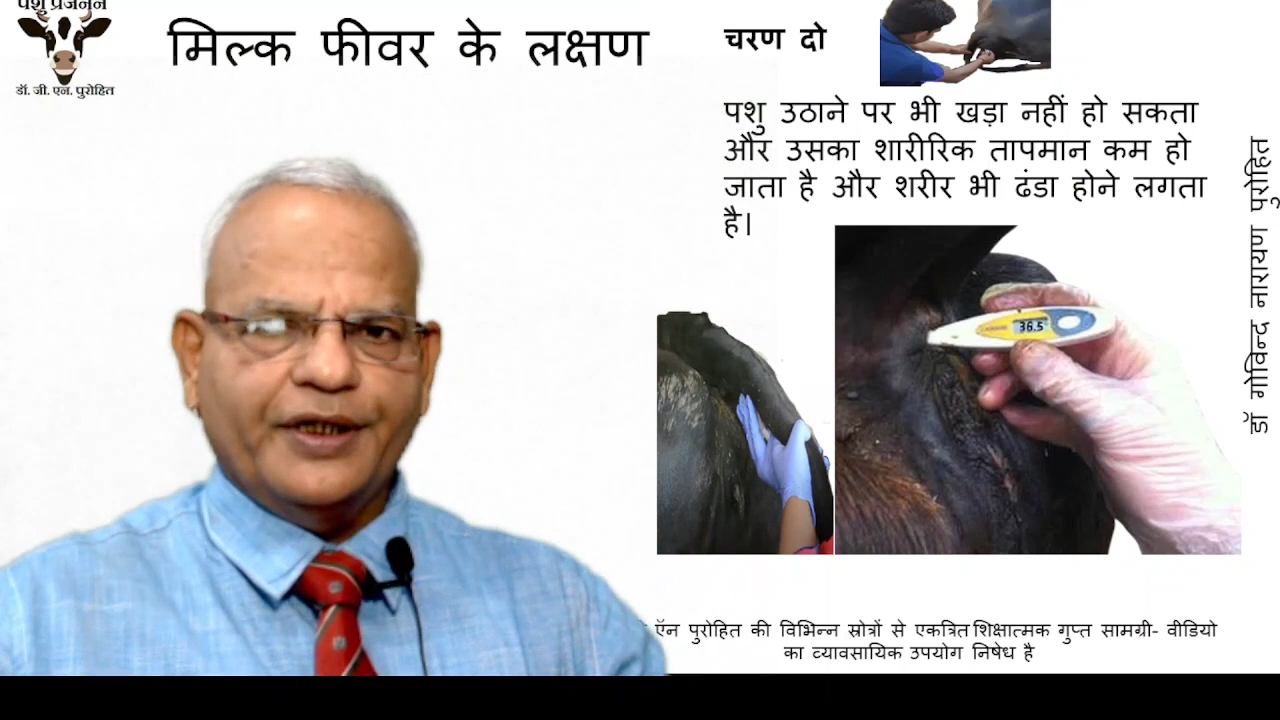 पशु प्रजनन
डॉ. जी. एन. पुरोहित
मिल्क फीवर के लक्षण
चरण दो
पशु उठाने पर भी खड़ा नहीं हो सकता
और उसका शारीरिक तापमान कम हो
जाता है और शरीर भी ढंडा होने लगता
है।
36.5
डॉ गोविन्द नारायण पुरोहित
ऍन पुरोहित की विभिन्न स्रोत्रों से एकत्रित शिक्षात्मक गुप्त सामग्री- वीडियो
का व्यावसायिक उपयोग निषेध है